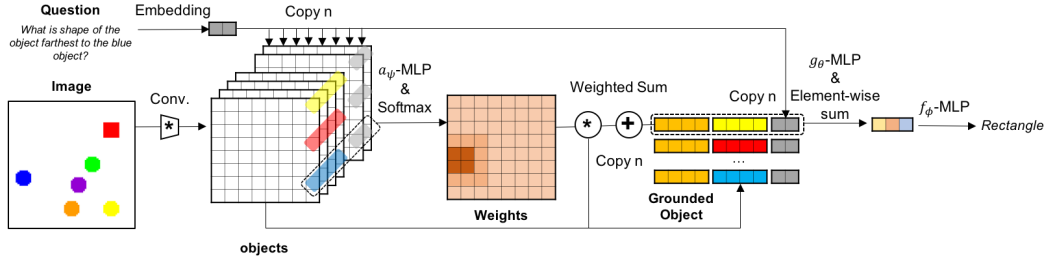 Question
What is shape of the
object farthest to the blue
object?
Embedding
Copy n
Image
Conv.
*
objects
aψ-MLP
&
Softmax
Weights
Weighted Sum
*
+
Copy n
Copy n
...
Grounded
Object
gθ-MLP
&
Element-wise
sum
fϕ-MLP
Rectangle